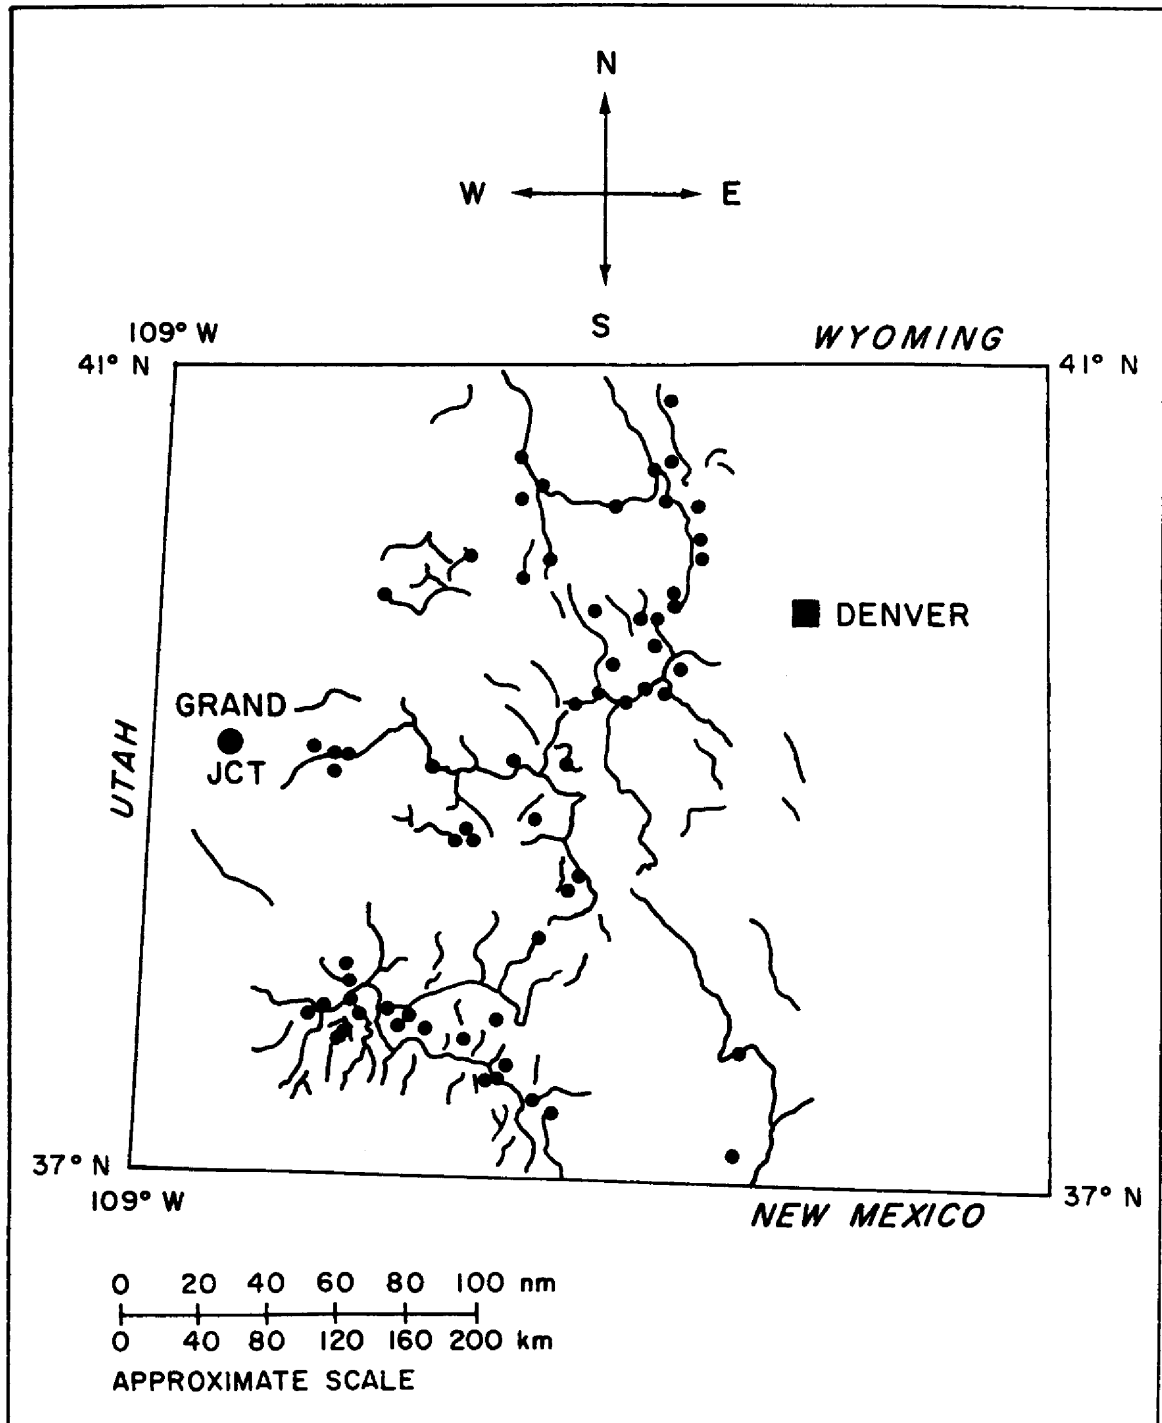 N
W E
S
109° W
WYOMING
41° N
41° N
DENVER
GRAND
JCT
UTAH
37° N
109° W
37° N
NEW MEXICO
0 20 40 60 80 100 nm
0 40 80 120 160 200 km
APPROXIMATE SCALE